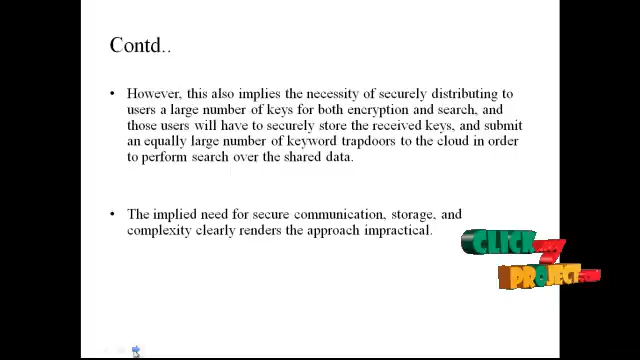 Contd..
• However, this also implies the necessity of securely distributing to
users a large number of keys for both encryption and search, and
those users will have to securely store the received keys, and submit
an equally large number of keyword trapdoors to the cloud in order
to perform search over the shared data.
• The implied need for secure communication, storage, and
complexity clearly renders the approach impractical.
CLICK
PROJECT